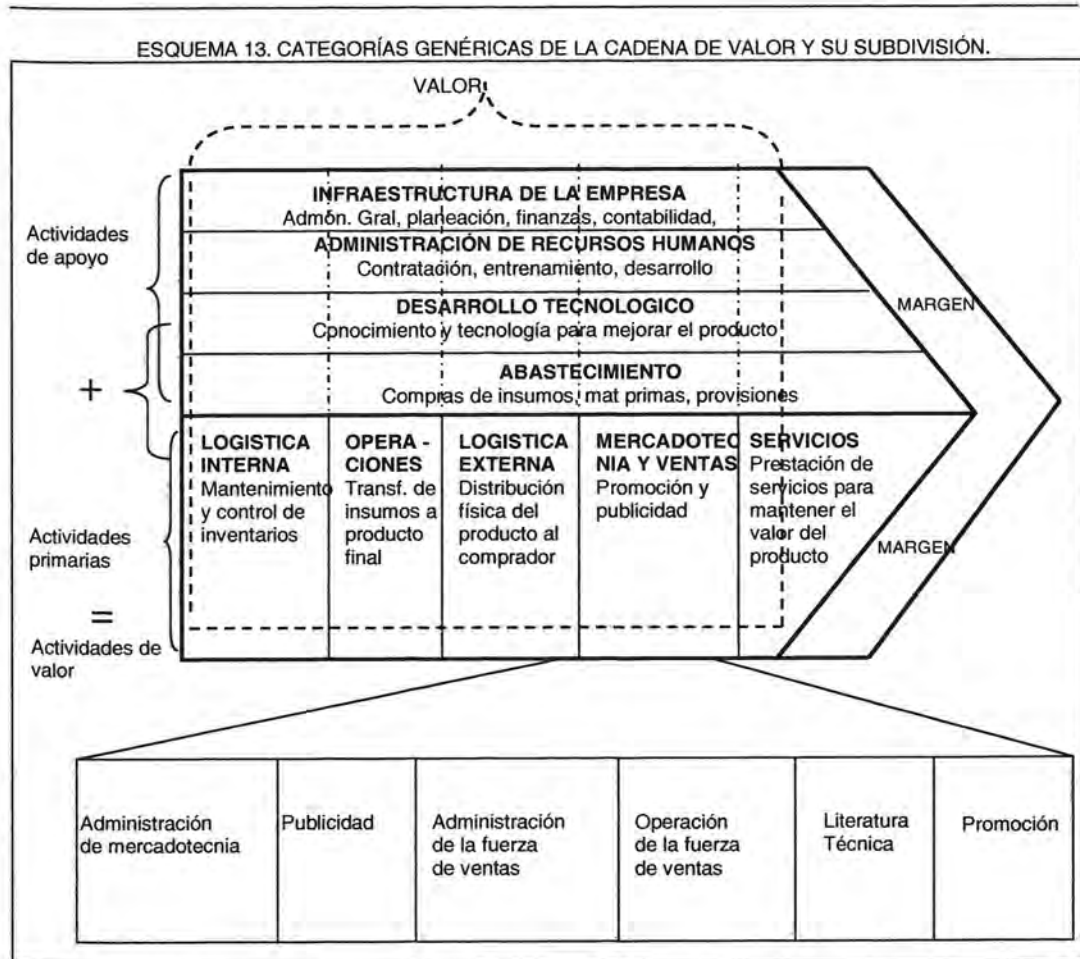 ESQUEMA 13. CATEGORÍAS GENÉRICAS DE LA CADENA DE VALOR Y SU SUBDIVISIÓN.
VALOR
Actividades
de apoyo
INFRAESTRUCTURA DE LA EMPRESA
Admón. Gral, planeación, finanzas, contabilidad,
ADMINISTRACIÓN DE RECURSOS HUMANOS
Contratación, entrenamiento, desarrollo
DESARROLLO TECNOLOGICO
Conocimiento y tecnología para mejorar el producto
ABASTECIMIENTO
Compras de insumos, mat primas, provisiones
MARGEN
+
Actividades
primarias
=
Actividades de
valor
LOGISTICA
INTERNA
Mantenimiento
y control de
inventarios
OPERA -
CIONES
Transf. de
insumos a
producto
final
LOGISTICA
EXTERNA
Distribución
física del
producto al
comprador
MERCADOTEC
NIA Y VENTAS
Promoción y
publicidad
SERVICIOS
Prestación de
servicios para
mantener el
valor del
producto
MARGEN
Administración
de mercadotecnia
Publicidad
Administración
de la fuerza
de ventas
Operación
de la fuerza
de ventas
Literatura
Técnica
Promoción